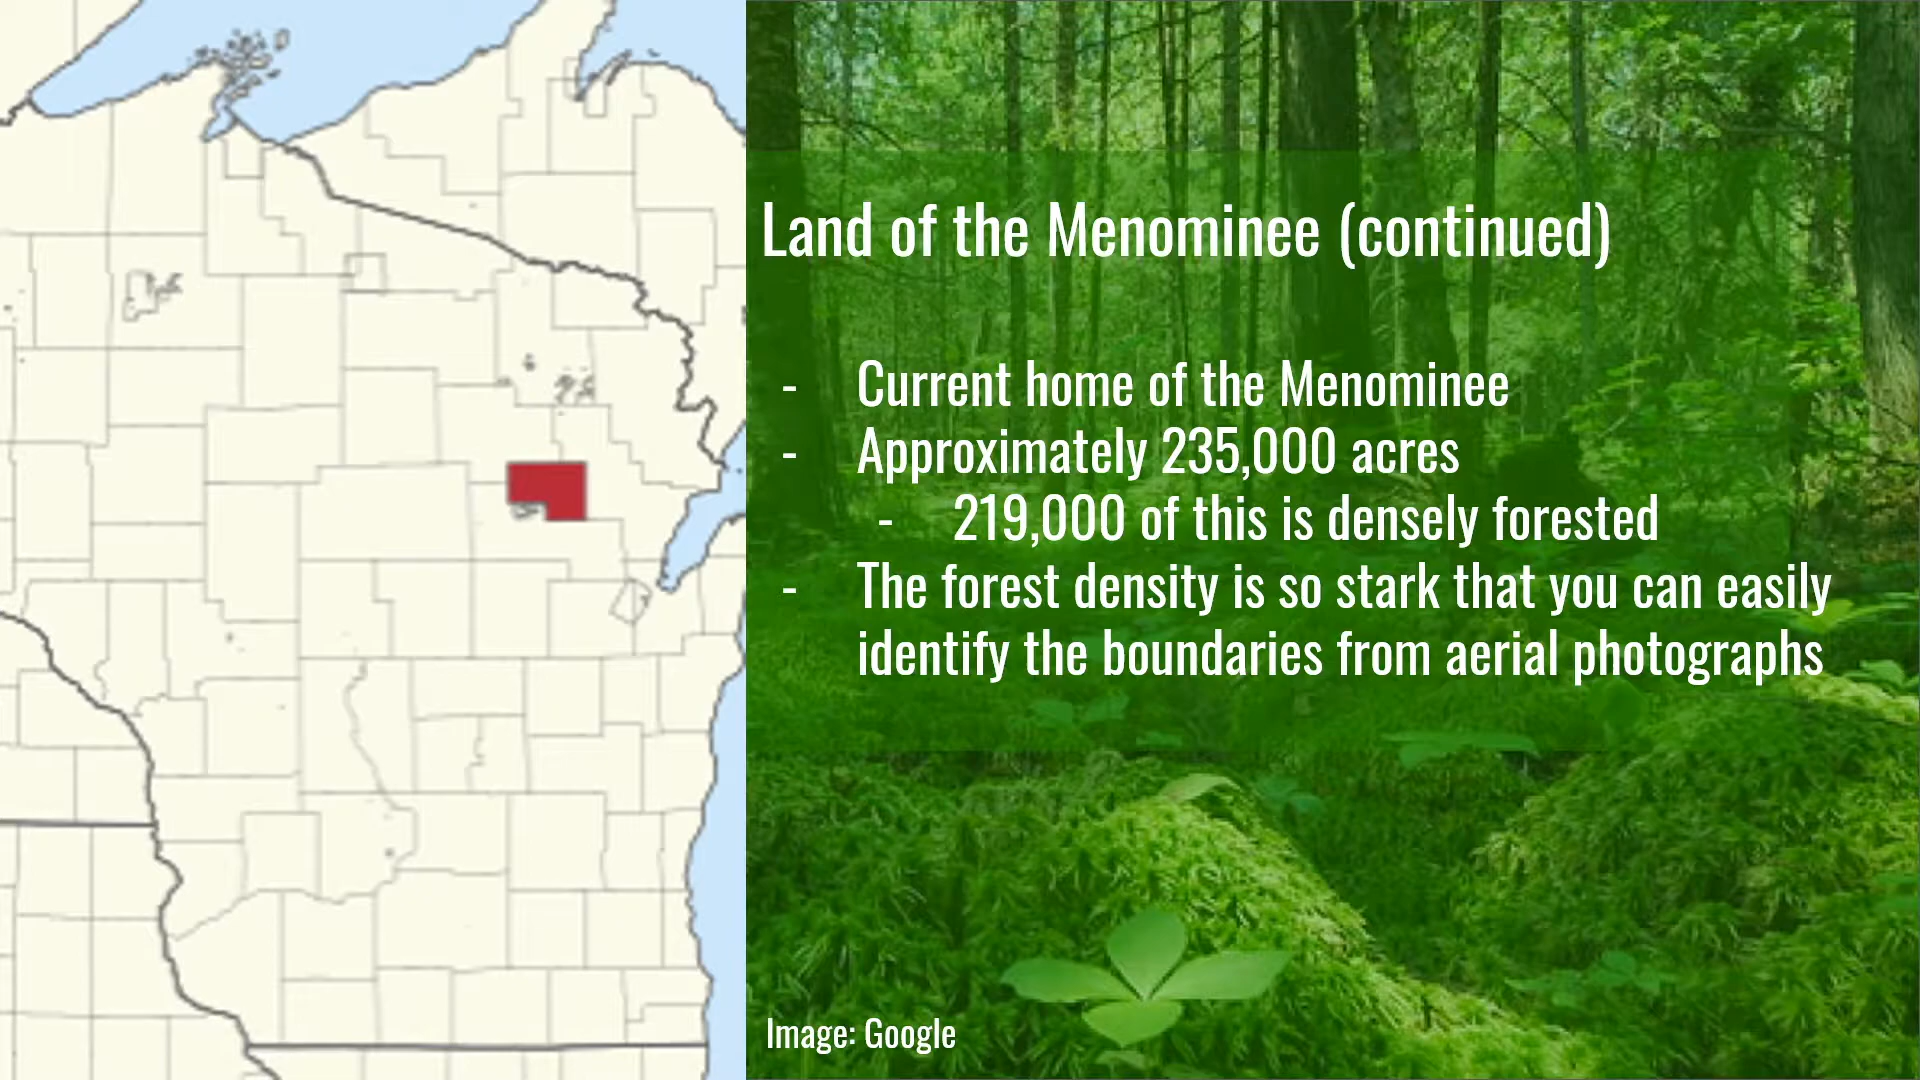 Land of the Menominee (continued)
- Current home of the Menominee
- Approximately 235,000 acres
- 219,000 of this is densely forested
- The forest density is so stark that you can easily
identify the boundaries from aerial photographs
Image: Google